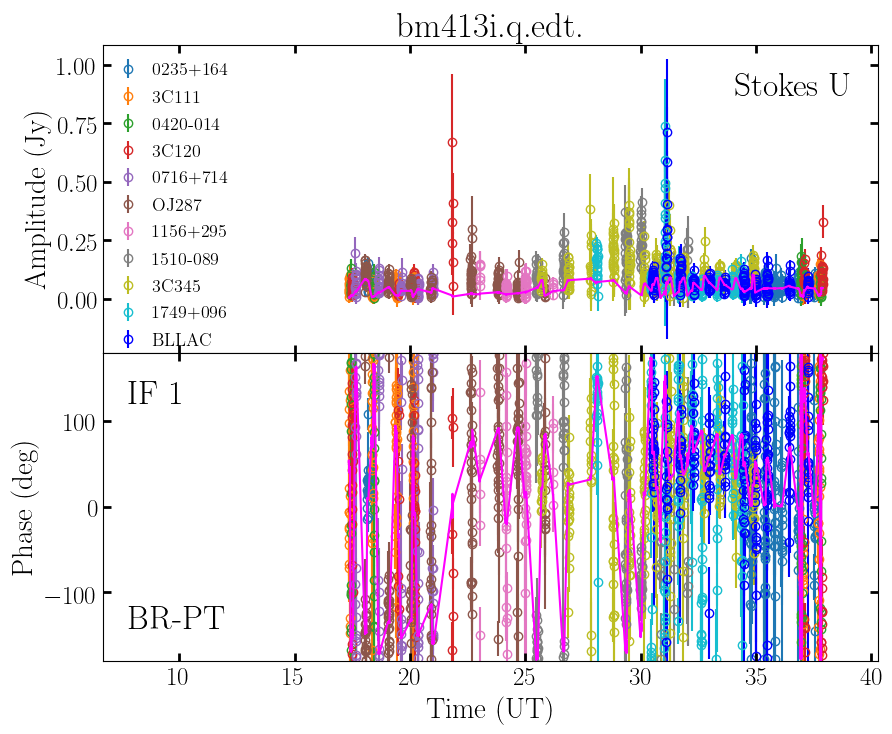 bm413i.q.edt.
Stokes U
Amplitude (Jy)
1.00
0.75
0.50
0.25
0.00
0235+164
3C111
0420-014
3C120
0716+714
OJ287
1156+295
1510-089
3C345
1749+096
BLLAC
IF 1
BR-PT
Phase (deg)
100
0
−100
10 15 20 25 30 35 40
Time (UT)